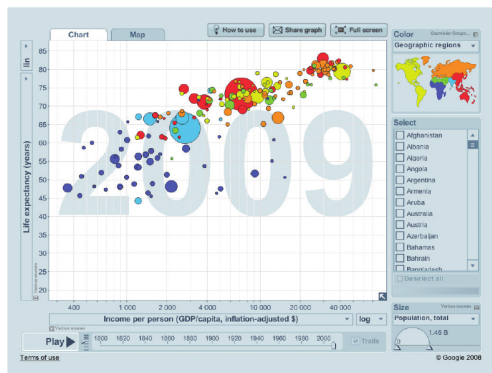 Chart
Map
How to use
Share graph
Full screen
Color
Geographic regions
lin
2009
85
80
75
70
65
60
55
50
45
40
35
30
25
20
Life expectancy (years)
Select
Afghanistan
Albania
Algeria
Angola
Argentina
Armenia
Aruba
Australia
Austria
Azerbaijan
Bahamas
Bahrain
Bangladesh
Deselect all
400
1 000
2 000
4 000
10 000
20 000
40 000
Income per person (GDP/capita, inflation-adjusted $)
log
Size
Population, total
1.46 B
0
Play
1800 1820 1840 1860 1880 1900 1920 1940 1960 1980 2000
Trails
Terms of use
© Google 2008